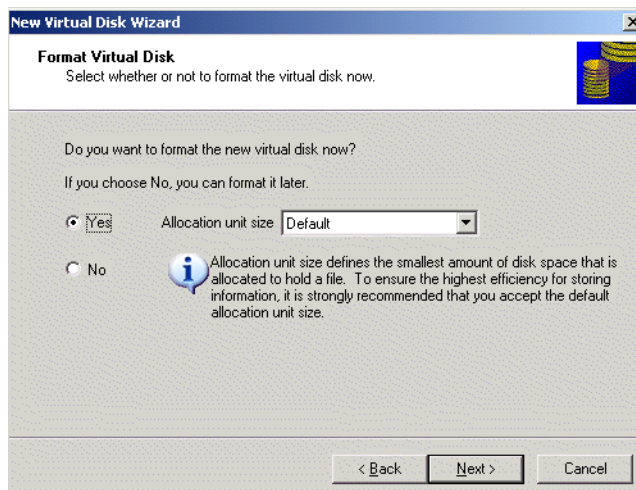 New Virtual Disk Wizard
Format Virtual Disk
Select whether or not to format the virtual disk now.
Do you want to format the new virtual disk now?
If you choose No, you can format it later.
Yes
Allocation unit size
Default
No
Allocation unit size defines the smallest amount of disk space that is
allocated to hold a file. To ensure the highest efficiency for storing
information, it is strongly recommended that you accept the default
allocation unit size.
< Back
Next >
Cancel